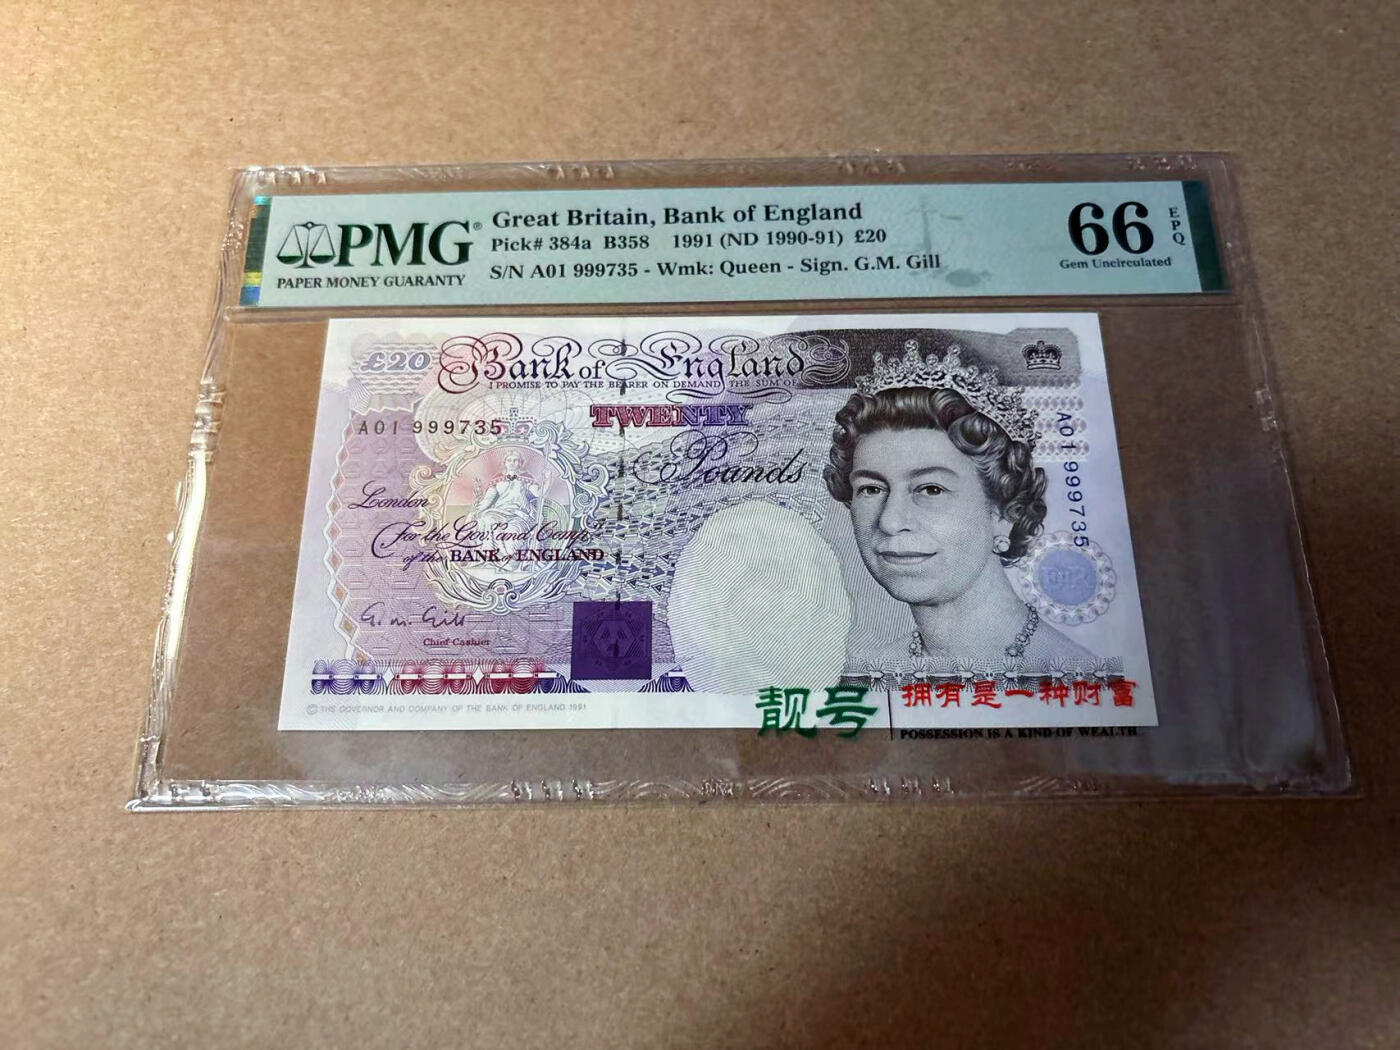 PMG®
PAPER MONEY GUARANTY
Great Britain, Bank of England
Pick# 384a B358 1991 (ND 1990-91) £20
S/N A01 999735 - Wmk: Queen - Sign. G.M. Gill
66 EPQ
Gem Uncirculated
£20 Bank of England
I PROMISE TO PAY THE BEARER ON DEMAND THE SUM OF
TWENTY
A01 999735
Pounds
A01 999735
London
For the Govr. and Compa.
of the BANK of ENGLAND
G. M. Gill
Chief Cashier
© THE GOVERNOR AND COMPANY OF THE BANK OF ENGLAND 1991
靓号
拥有是一种财富
POSSESSION IS A KIND OF WEALTH